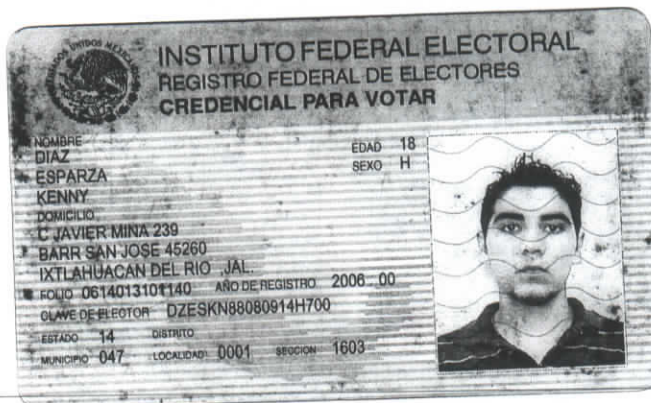 INSTITUTO FEDERAL ELECTORAL
REGISTRO FEDERAL DE ELECTORES
CREDENCIAL PARA VOTAR
NOMBRE
DIAZ
ESPARZA
KENNY
EDAD 18
SEXO H
DOMICILIO
C JAVIER MINA 239
BARR SAN JOSE 45260
IXTLAHUACAN DEL RIO ,JAL.
FOLIO 0614013101140 AÑO DE REGISTRO 2006 00
CLAVE DE ELECTOR DZESKN88080914H700
ESTADO 14 DISTRITO
MUNICIPIO 047 LOCALIDAD 0001 SECCION 1603